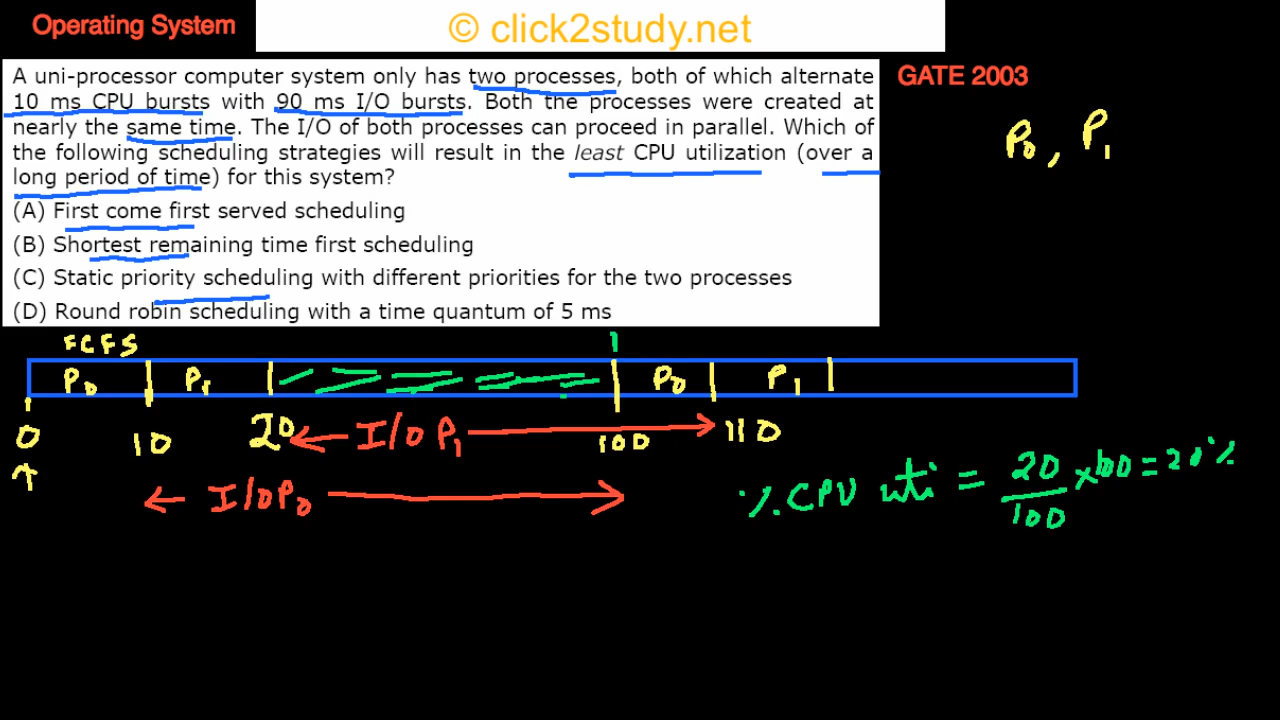 Operating System
© click2study.net
A uni-processor computer system only has two processes, both of which alternate
10 ms CPU bursts with 90 ms I/O bursts. Both the processes were created at
nearly the same time. The I/O of both processes can proceed in parallel. Which of
the following scheduling strategies will result in the least CPU utilization (over a
long period of time) for this system?
(A) First come first served scheduling
(B) Shortest remaining time first scheduling
(C) Static priority scheduling with different priorities for the two processes
(D) Round robin scheduling with a time quantum of 5 ms
GATE 2003
P0, P1
FCFS
P0 P1 P0 P1
0 10 20 100 110
I/O P1
I/O P0
% CPU uti = 20/100 x 100 = 20%